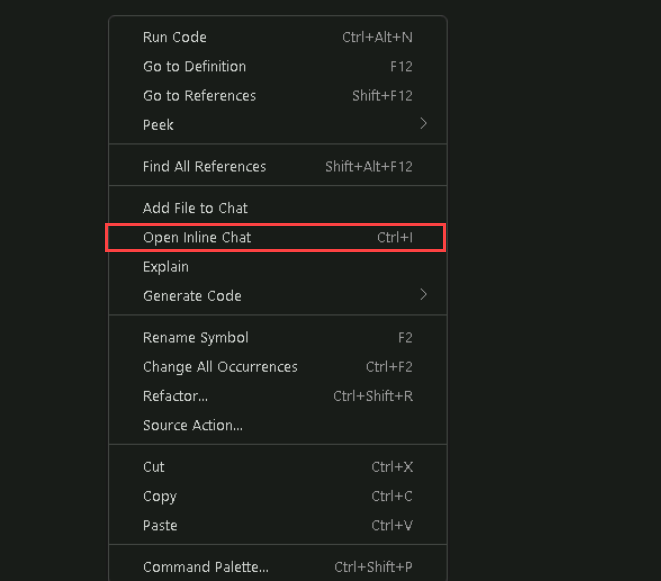 Run Code Ctrl+Alt+N
Go to Definition F12
Go to References Shift+F12
Peek
Find All References Shift+Alt+F12
Add File to Chat
Open Inline Chat Ctrl+I
Explain
Generate Code
Rename Symbol F2
Change All Occurrences Ctrl+F2
Refactor... Ctrl+Shift+R
Source Action...
Cut Ctrl+X
Copy Ctrl+C
Paste Ctrl+V
Command Palette... Ctrl+Shift+P